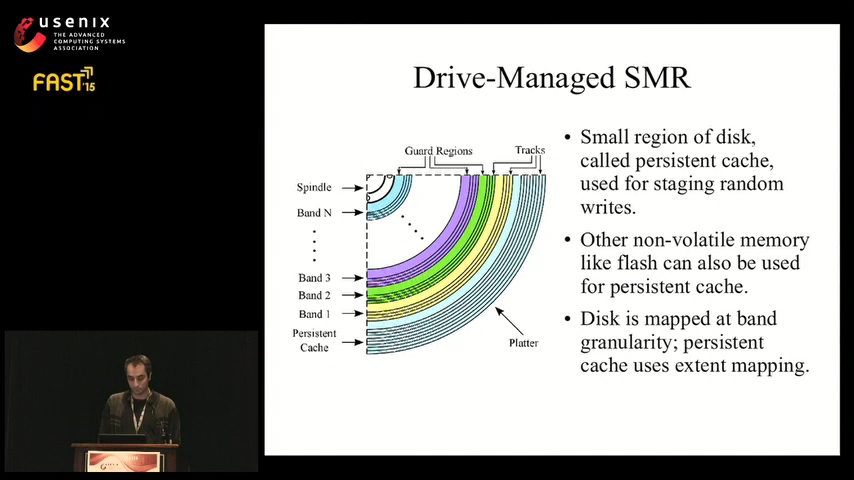 usenix
THE ADVANCED
COMPUTING SYSTEMS
ASSOCIATION
FAST '15
Drive-Managed SMR
Guard Regions
Tracks
Spindle
Band N
Band 3
Band 2
Band 1
Persistent
Cache
Platter
• Small region of disk,
called persistent cache,
used for staging random
writes.
• Other non-volatile memory
like flash can also be used
for persistent cache.
• Disk is mapped at band
granularity; persistent
cache uses extent mapping.